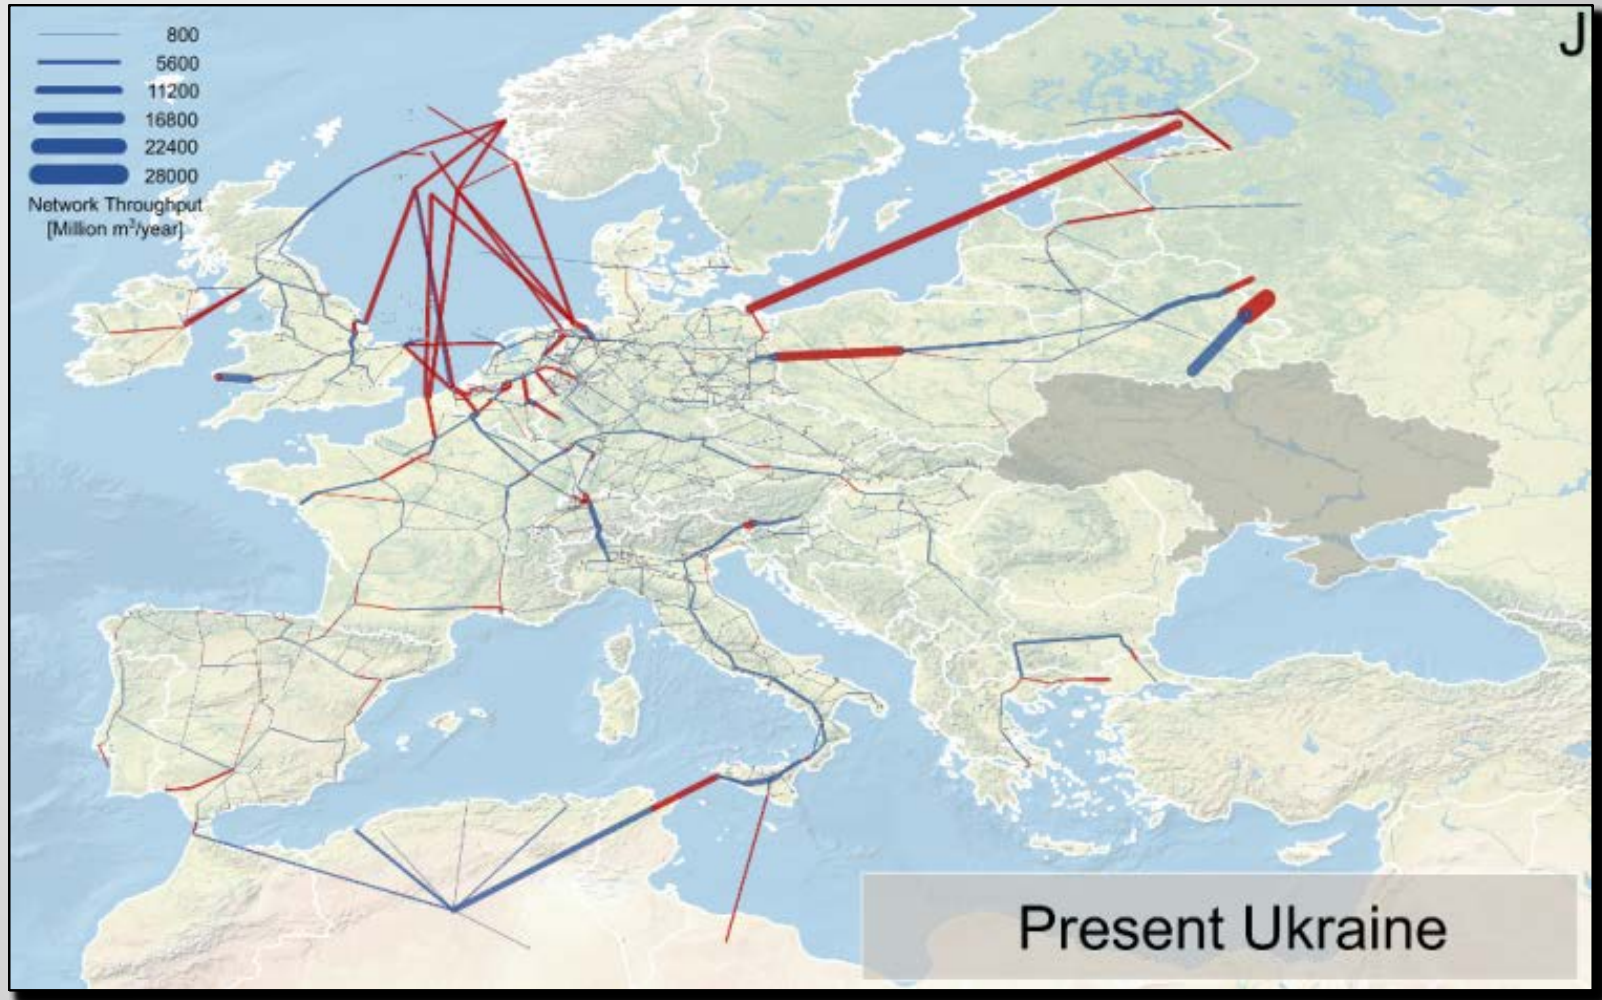 J
800
5600
11200
16800
22400
28000
Network Throughput
[Million m³/year]
Present Ukraine